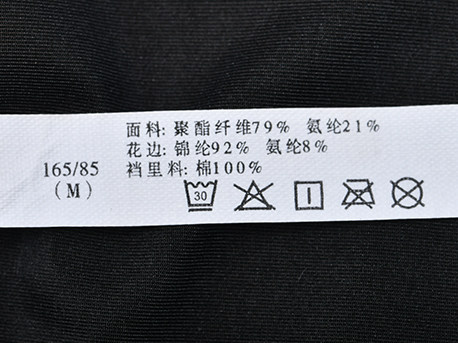 165/85
(M)
面料: 聚酯纤维79% 氨纶21%
花边: 锦纶92% 氨纶8%
裆里料: 棉100%
30